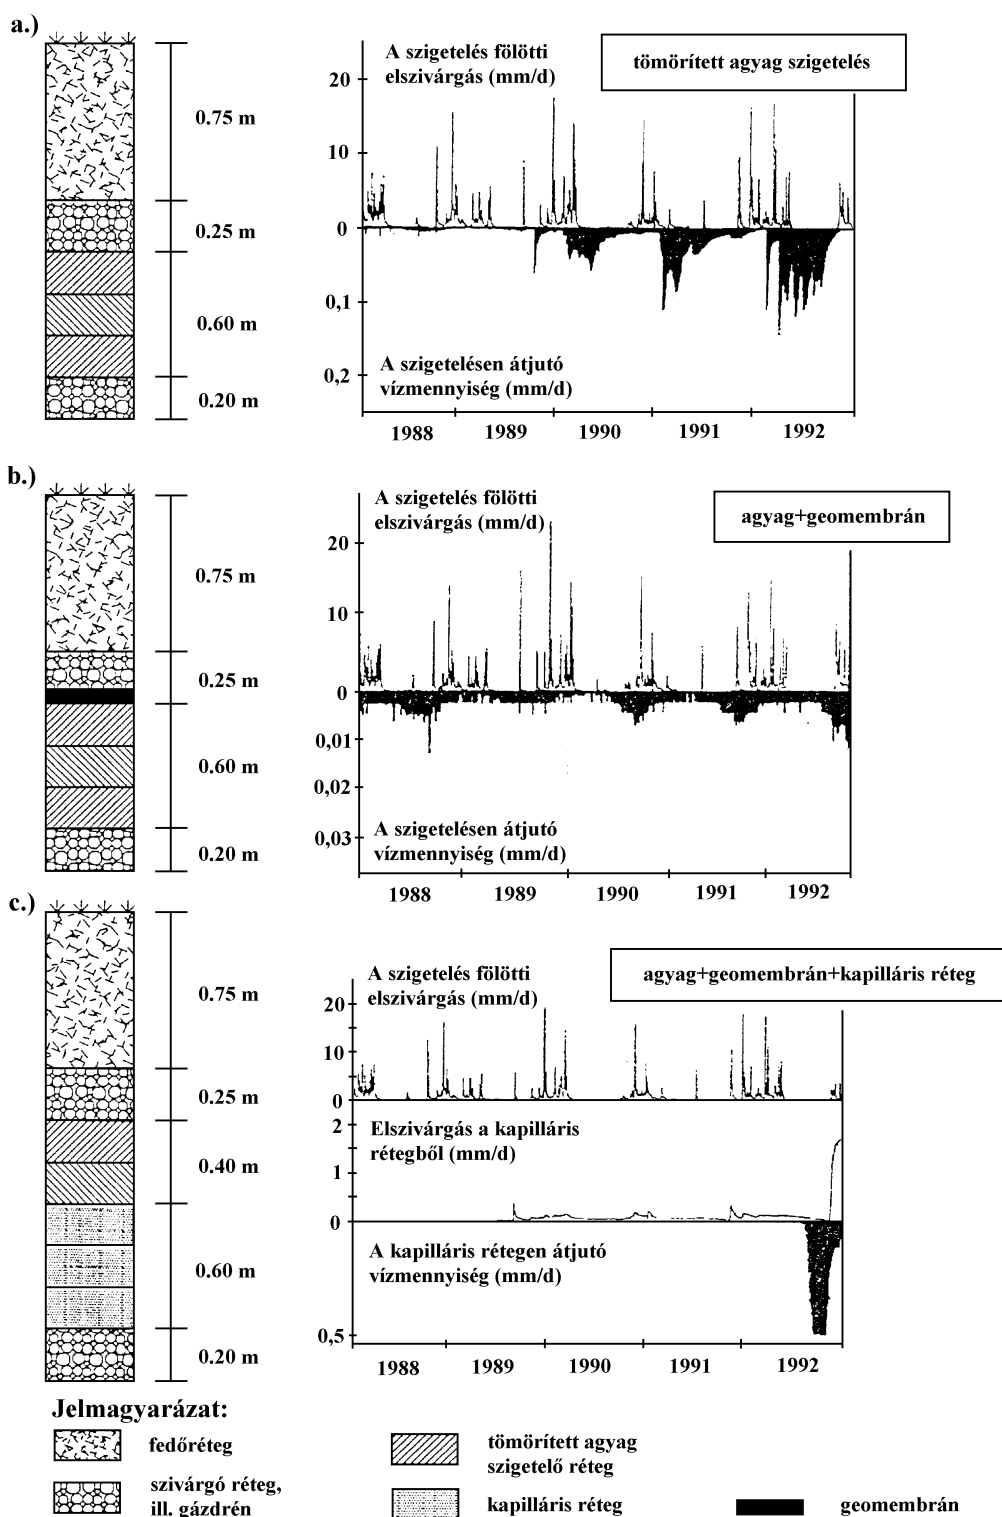 a.)
0.75 m
0.25 m
0.60 m
0.20 m
A szigetelés fölötti
elszivárgás (mm/d)
tömörített agyag szigetelés
20
10
0
0,1
0,2
A szigetelésen átjutó
vízmennyiség (mm/d)
1988 1989 1990 1991 1992
b.)
0.75 m
0.25 m
0.60 m
0.20 m
A szigetelés fölötti
elszivárgás (mm/d)
agyag+geomembrán
20
10
0
0,01
0,02
0,03
A szigetelésen átjutó
vízmennyiség (mm/d)
1988 1989 1990 1991 1992
c.)
0.75 m
0.25 m
0.40 m
0.60 m
0.20 m
A szigetelés fölötti
elszivárgás (mm/d)
agyag+geomembrán+kapilláris réteg
20
10
0
2
1
0
Elszivárgás a kapilláris
rétegből (mm/d)
A kapilláris rétegen átjutó
vízmennyiség (mm/d)
0,5
1988 1989 1990 1991 1992
Jelmagyarázat:
fedőréteg
szivárgó réteg,
ill. gázdrén
tömörített agyag
szigetelő réteg
kapilláris réteg
geomembrán